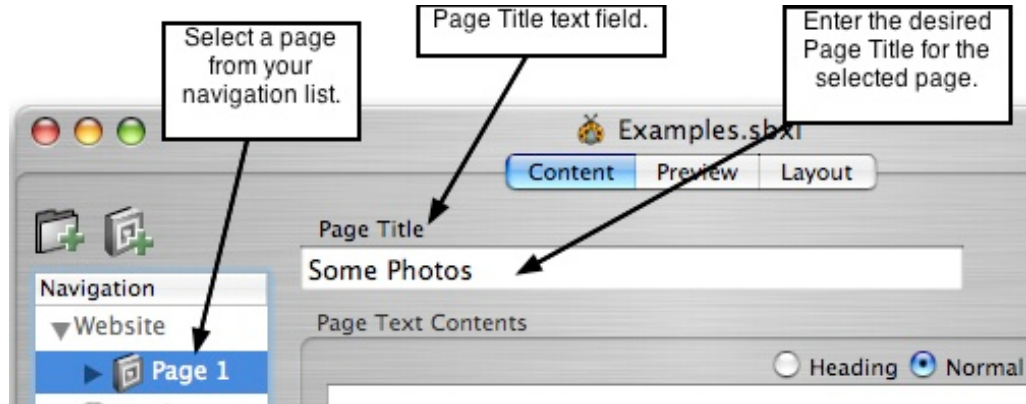 Select a page
from your
navigation list.
Page Title text field.
Enter the desired
Page Title for the
selected page.
Examples.sbxl
Content Preview Layout
Page Title
Some Photos
Navigation
Website
Page 1
Page Text Contents
Heading Normal